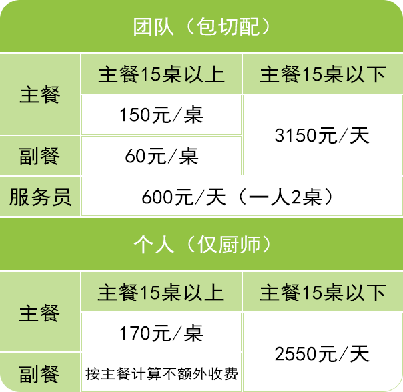 团队（包切配）
主餐 主餐15桌以上 主餐15桌以下
150元/桌 3150元/天
副餐 60元/桌
服务员 600元/天（一人2桌）
个人（仅厨师）
主餐 主餐15桌以上 主餐15桌以下
170元/桌 2550元/天
副餐 按主餐计算不额外收费